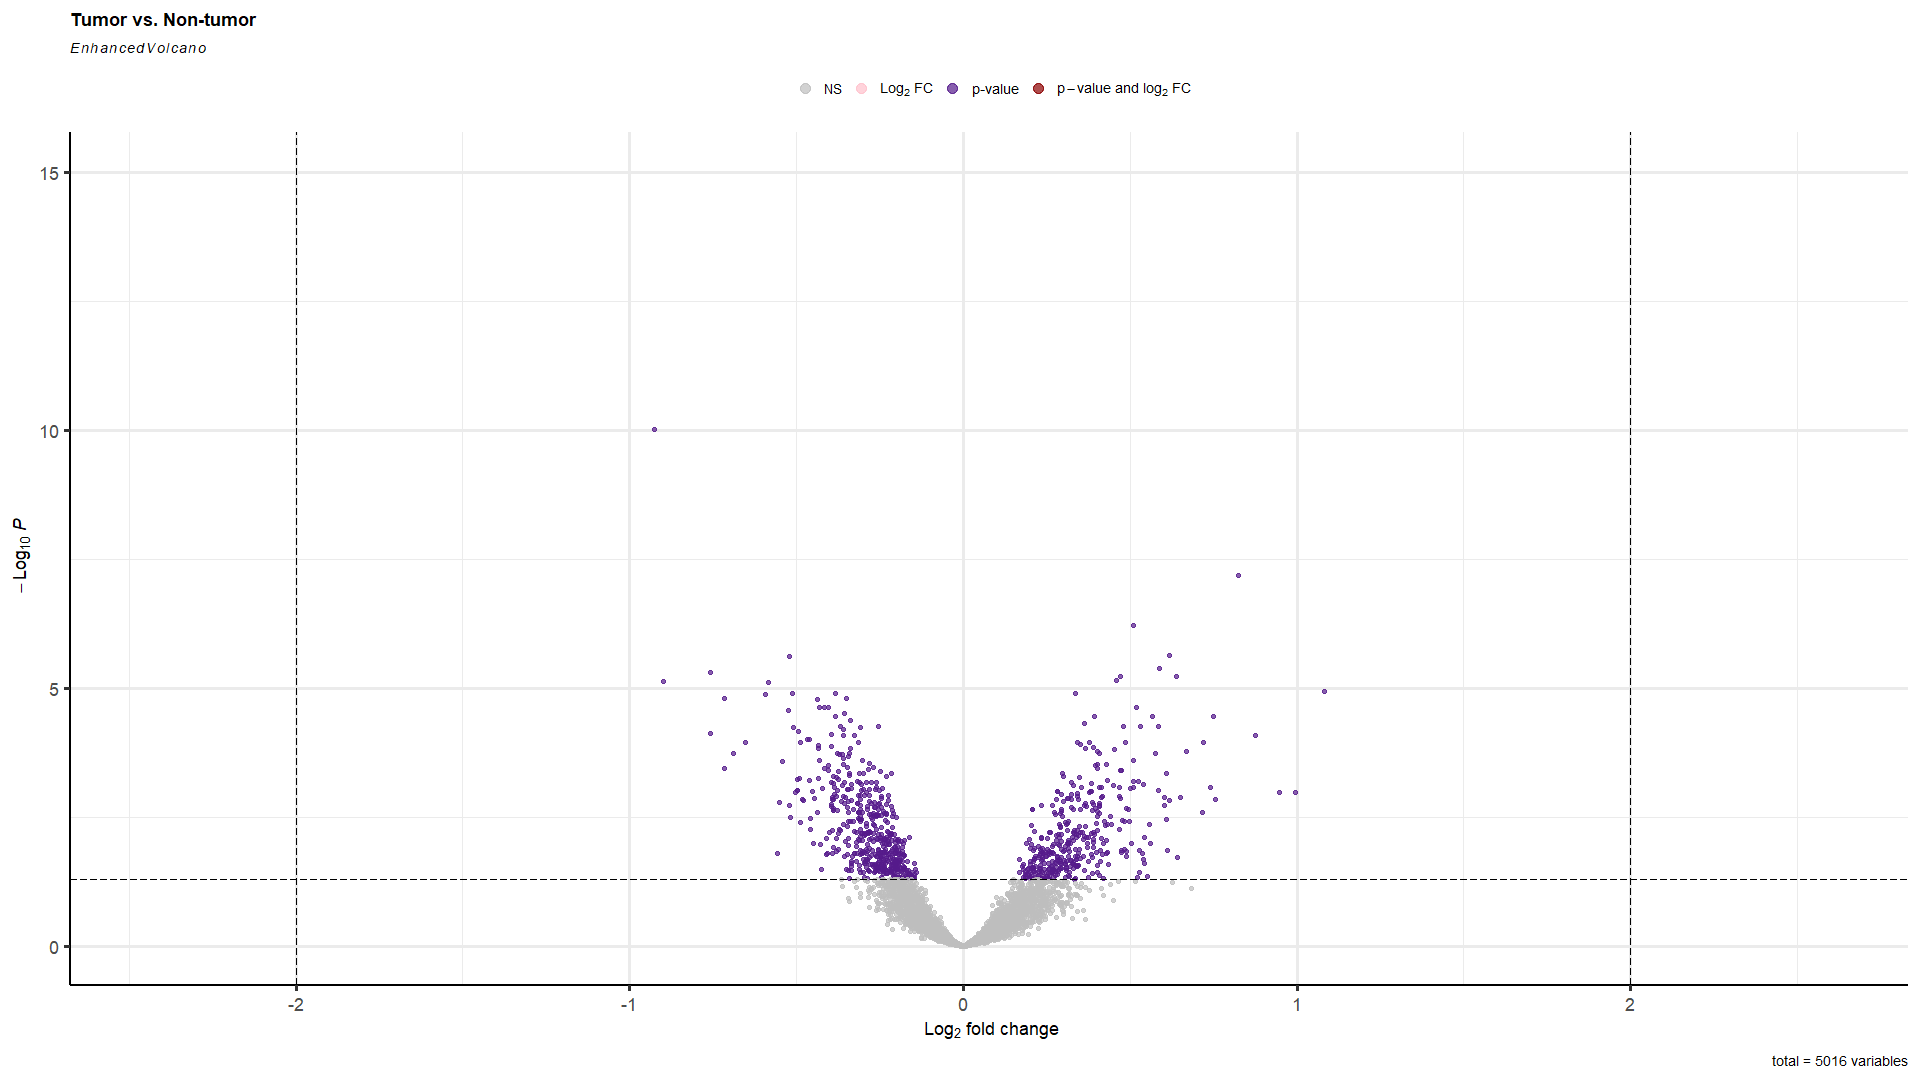 Tumor vs. Non-tumor
EnhancedVolcano
NS Log₂ FC p-value p−value and log₂ FC
15
10
5
0
−Log₁₀ P
-2 -1 0 1 2
Log₂ fold change
total = 5016 variables